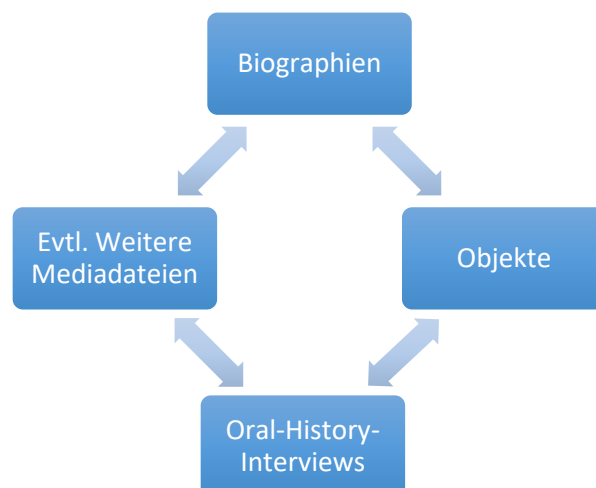 Biographien
Evtl. Weitere
Mediadateien
Objekte
Oral-History-
Interviews